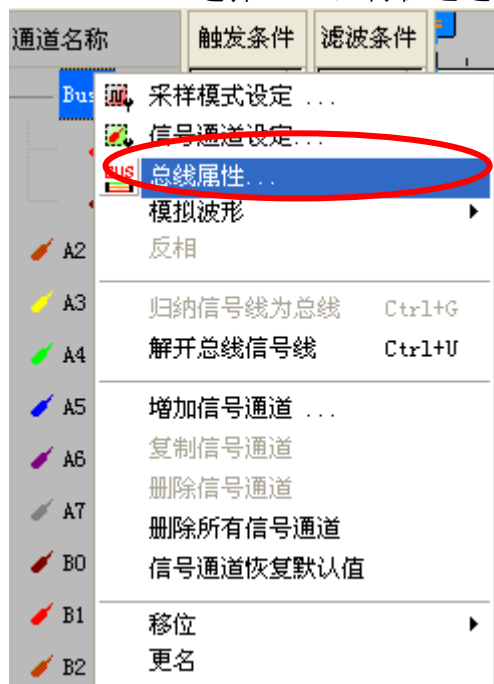 通道名称 触发条件 滤波条件
Bus 采样模式设定 ...
信号通道设定...
BUS 总线属性...
模拟波形
A2 反相
A3 归纳信号线为总线 Ctrl+G
A4 解开总线信号线 Ctrl+U
A5 增加信号通道 ...
A6 复制信号通道
删除信号通道
A7 删除所有信号通道
B0 信号通道恢复默认值
B1 移位
B2 更名